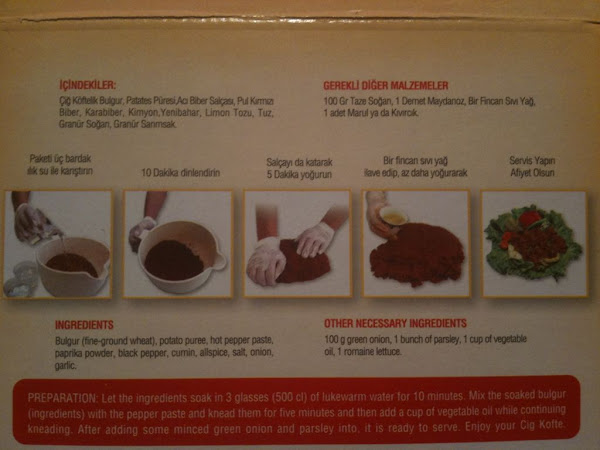 İÇİNDEKİLER:
Çiğ Köftelik Bulgur, Patates Püresi,Acı Biber Salçası, Pul Kırmızı
Biber, Karabiber, Kimyon,Yenibahar, Limon Tozu, Tuz,
Granür Soğan, Granür Sarımsak.
GEREKLİ DİĞER MALZEMELER
100 Gr Taze Soğan, 1 Demet Maydanoz, Bir Fincan Sıvı Yağ,
1 adet Marul ya da Kıvırcık.
Paketi üç bardak
ılık su ile karıştırın
10 Dakika dinlendirin
Salçayı da katarak
5 Dakika yoğurun
Bir fincan sıvı yağ
ilave edip, az daha yoğurarak
Servis Yapın
Afiyet Olsun
INGREDIENTS
Bulgur (fine-ground wheat), potato puree, hot pepper paste,
paprika powder, black pepper, cumin, allspice, salt, onion,
garlic.
OTHER NECESSARY INGREDIENTS
100 g green onion, 1 bunch of parsley, 1 cup of vegetable
oil, 1 romaine lettuce.
PREPARATION: Let the ingredients soak in 3 glasses (500 cl) of lukewarm water for 10 minutes. Mix the soaked bulgur
(ingredients) with the pepper paste and knead them for five minutes and then add a cup of vegetable oil while continuing
kneading. After adding some minced green onion and parsley into, it is ready to serve. Enjoy your Cig Kofte.